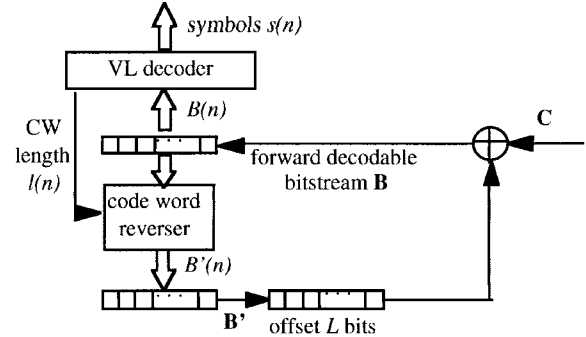 symbols s(n)
VL decoder
B(n)
C
CW
length
l(n)
forward decodable
bitstream B
code word
reverser
B'(n)
B'
offset L bits